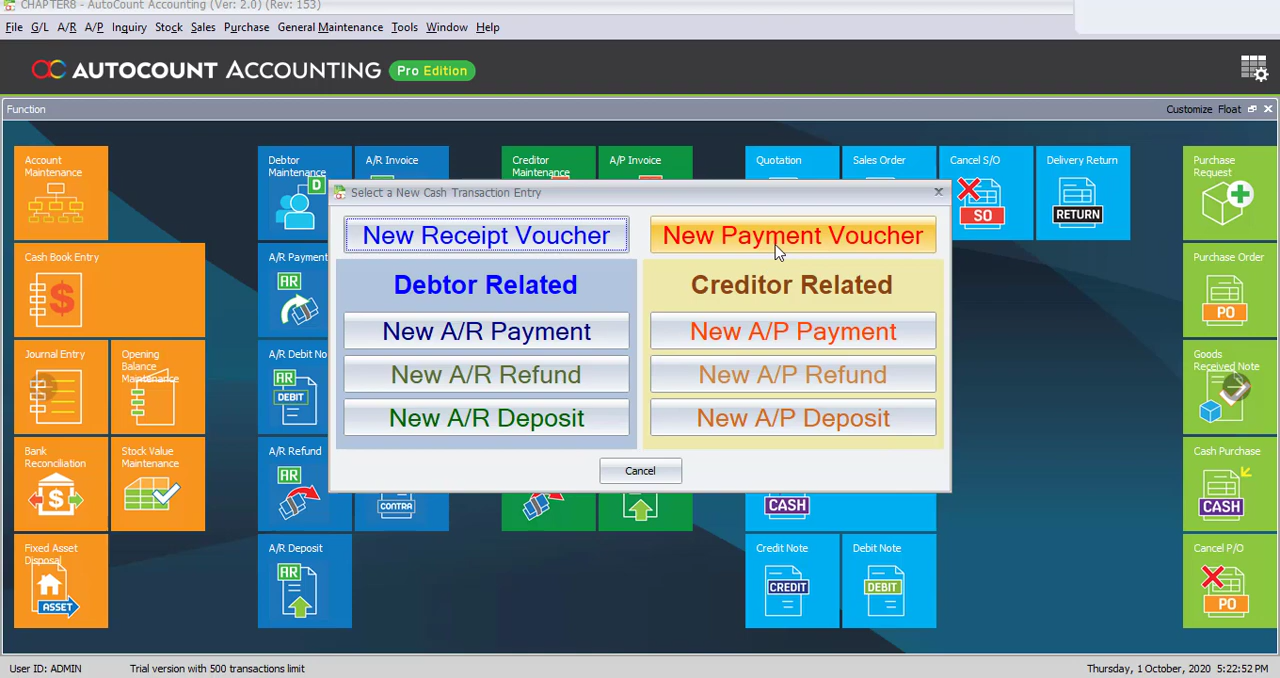 CHAPTER8 - AutoCount Accounting (Ver: 2.0) (Rev: 153)
File G/L A/R A/P Inquiry Stock Sales Purchase General Maintenance Tools Window Help
AUTOCOUNT ACCOUNTING Pro Edition
Function
Customize Float
Account
Maintenance
Debtor
Maintenance
D
A/R Invoice
Creditor
Maintenance
A/P Invoice
Quotation
Sales Order
Cancel S/O
SO
Delivery Return
RETURN
Purchase
Request
Select a New Cash Transaction Entry
New Receipt Voucher
New Payment Voucher
Debtor Related
Creditor Related
New A/R Payment
New A/P Payment
New A/R Refund
New A/P Refund
New A/R Deposit
New A/P Deposit
Cancel
Cash Book Entry
A/R Payment
AR
Purchase Order
PO
Journal Entry
Opening
Balance
Maintenance
A/R Debit No
AR
DEBIT
Goods
Received Note
Bank
Reconciliation
Stock Value
Maintenance
A/R Refund
AR
CONTRA
CASH
Cash Purchase
CASH
Fixed Asset
Disposal
ASSET
A/R Deposit
AR
Credit Note
CREDIT
Debit Note
DEBIT
Cancel P/O
PO
User ID: ADMIN
Trial version with 500 transactions limit
Thursday, 1 October, 2020 5:22:52 PM